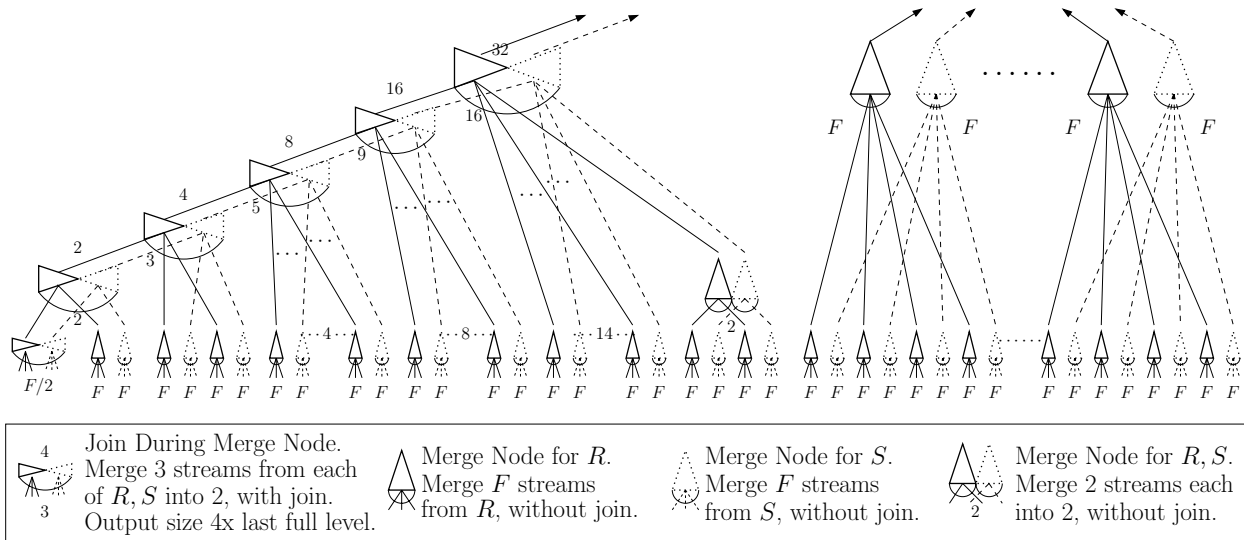 32
16
16
8
9
4
5
2
3
2
F F F F
2
4 8 14
F/2 F F F F F F F F F F F F F F F F F F F F F F F F F F F F F F
4
3
Join During Merge Node.
Merge 3 streams from each
of R, S into 2, with join.
Output size 4x last full level.
Merge Node for R.
Merge F streams
from R, without join.
Merge Node for S.
Merge F streams
from S, without join.
2
Merge Node for R, S.
Merge 2 streams each
into 2, without join.